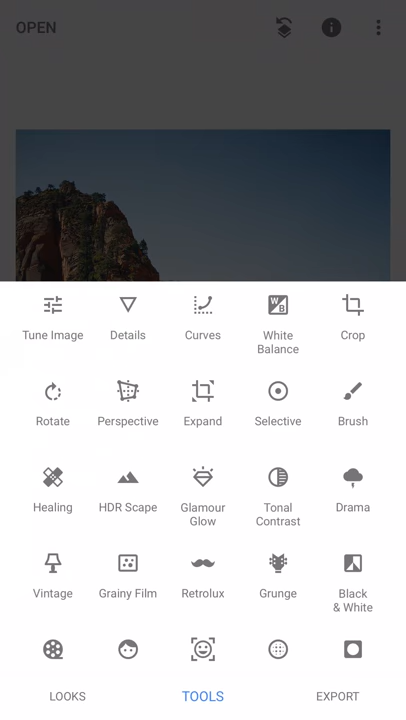 OPEN
Tune Image
Details
Curves
White
Balance
Crop
Rotate
Perspective
Expand
Selective
Brush
Healing
HDR Scape
Glamour
Glow
Tonal
Contrast
Drama
Vintage
Grainy Film
Retrolux
Grunge
Black
& White
LOOKS
TOOLS
EXPORT